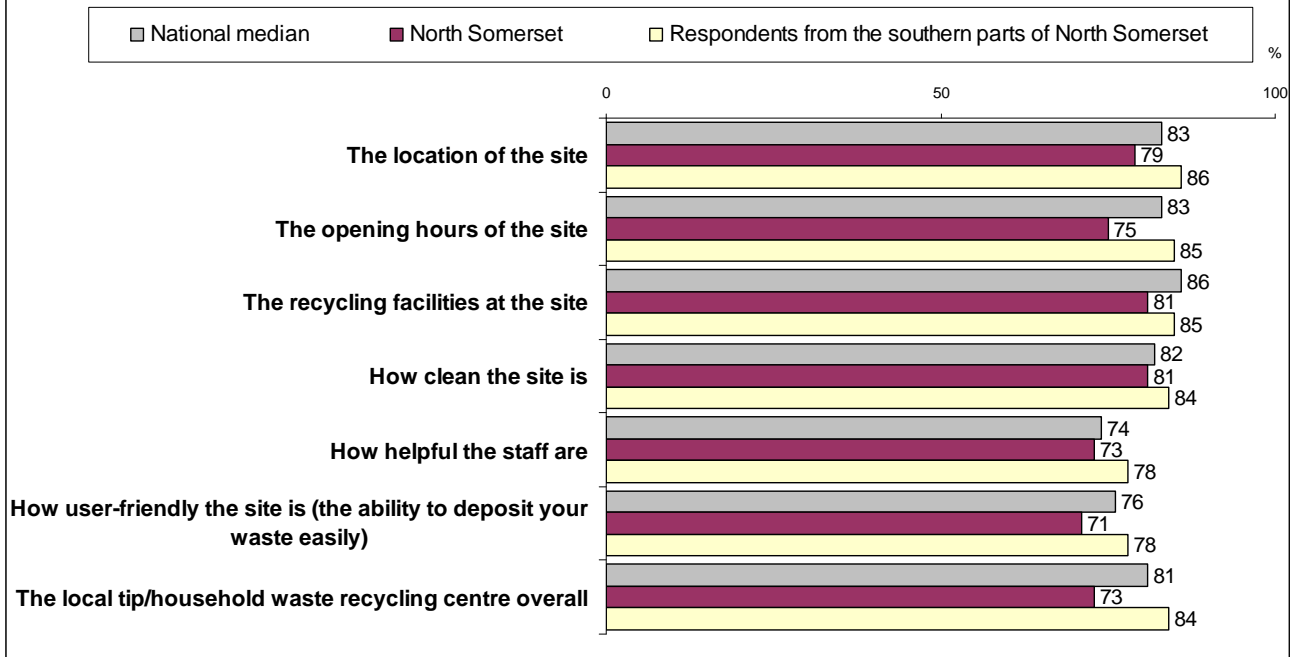 National median
North Somerset
Respondents from the southern parts of North Somerset
%
0
50
100
The location of the site
83
79
86
The opening hours of the site
83
75
85
The recycling facilities at the site
86
81
85
How clean the site is
82
81
84
How helpful the staff are
74
73
78
How user-friendly the site is (the ability to deposit your
waste easily)
76
71
78
The local tip/household waste recycling centre overall
81
73
84